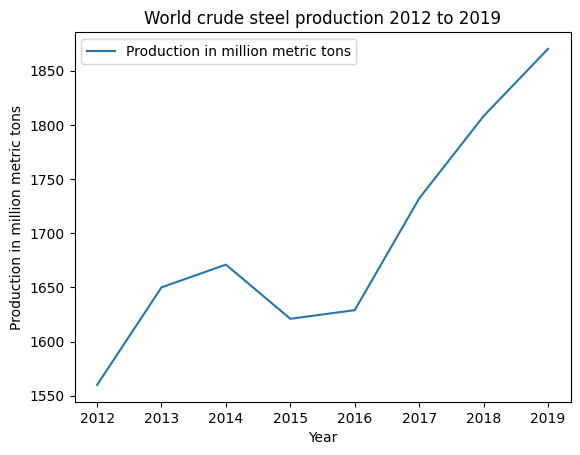 World crude steel production 2012 to 2019
Production in million metric tons
Production in million metric tons
1850
1800
1750
1700
1650
1600
1550
2012 2013 2014 2015 2016 2017 2018 2019
Year